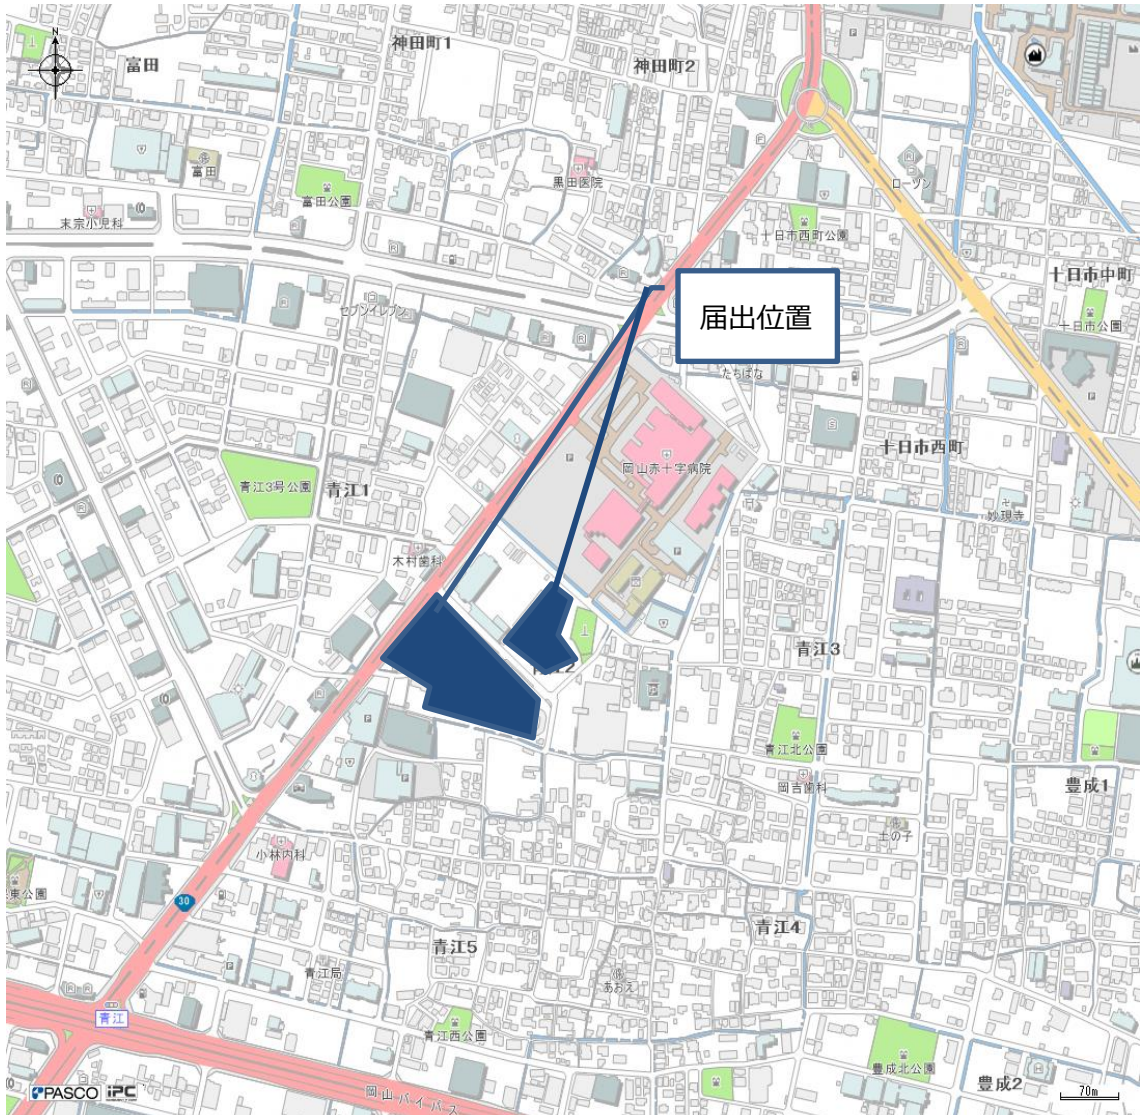 神田町1
N
富田
神田町2
富田
黒田医院
ローソン
富田公園
末宗小児科
十日市西町公園
十日市中町
セブンイレブン
届出位置
十日市公園
たちばな
十日市西町
岡山赤十字病院
青江3号公園
青江1
妙現寺
木村歯科
青江3
青江北公園
岡吉歯科
豊成1
土の子
小林内科
東公園
30
青江4
青江5
青江局
あおえ
青江
青江西公園
豊成北公園
豊成2
PASCO iPC
岡山バイパス
70m